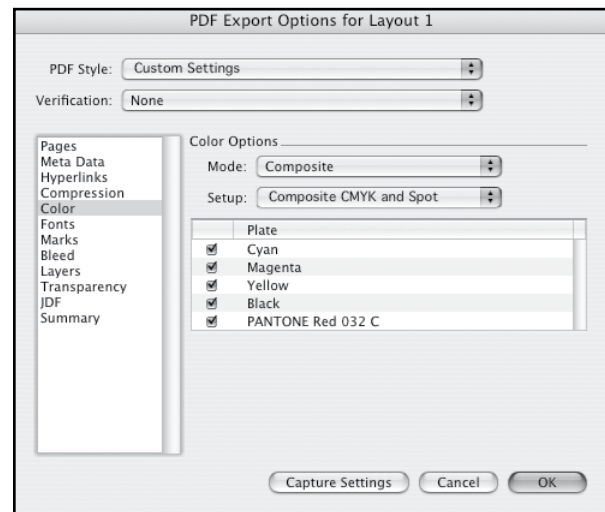 PDF Export Options for Layout 1
PDF Style: Custom Settings
Verification: None
Pages
Meta Data
Hyperlinks
Compression
Color
Fonts
Marks
Bleed
Layers
Transparency
JDF
Summary
Color Options
Mode: Composite
Setup: Composite CMYK and Spot
Plate
Cyan
Magenta
Yellow
Black
PANTONE Red 032 C
Capture Settings Cancel OK